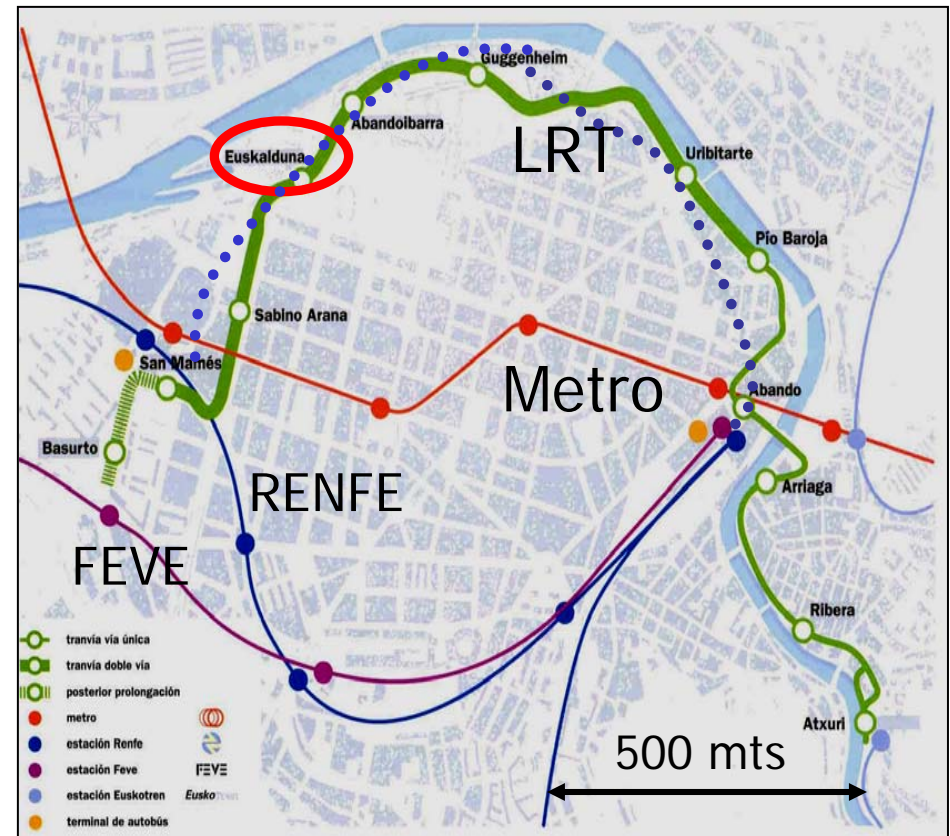 Guggenheim
Abandoibarra
LRT
Euskalduna
Uribitarte
Pío Baroja
Sabino Arana
San Mamés
Metro
Abando
Basurto
RENFE
Arriaga
FEVE
Ribera
tranvía vía única
tranvía doble vía
posterior prolongación
metro
estación Renfe
estación Feve FEVE
estación Euskotren Eusko
terminal de autobús
Atxuri
500 mts